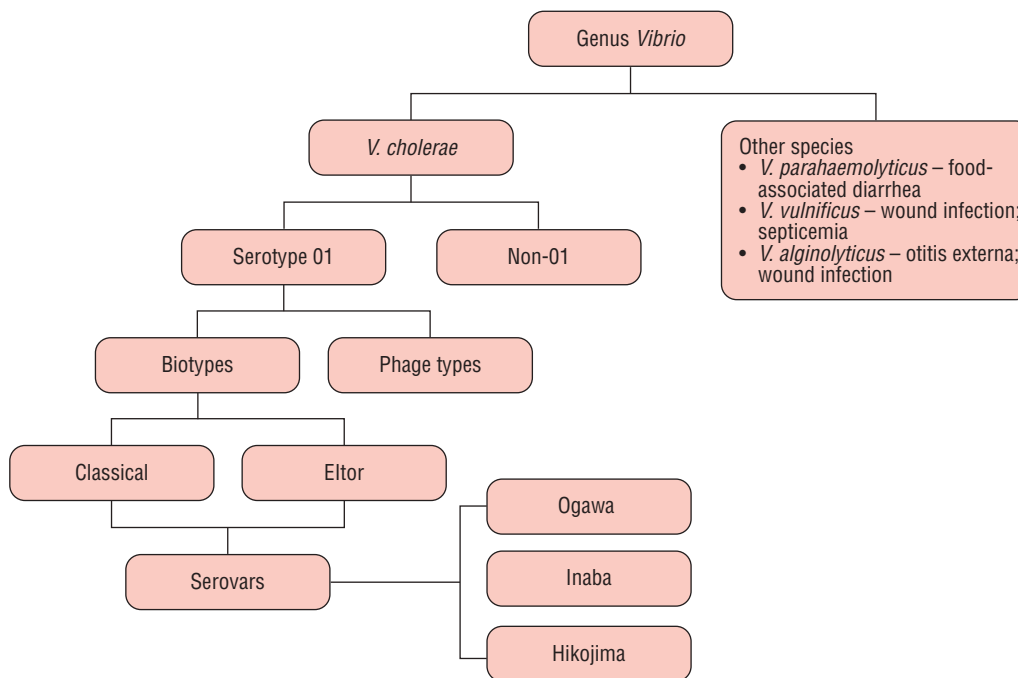 Genus Vibrio
V. cholerae
Other species
• V. parahaemolyticus – food-
associated diarrhea
• V. vulnificus – wound infection;
septicemia
• V. alginolyticus – otitis externa;
wound infection
Serotype 01
Non-01
Biotypes
Phage types
Classical
Eltor
Serovars
Ogawa
Inaba
Hikojima